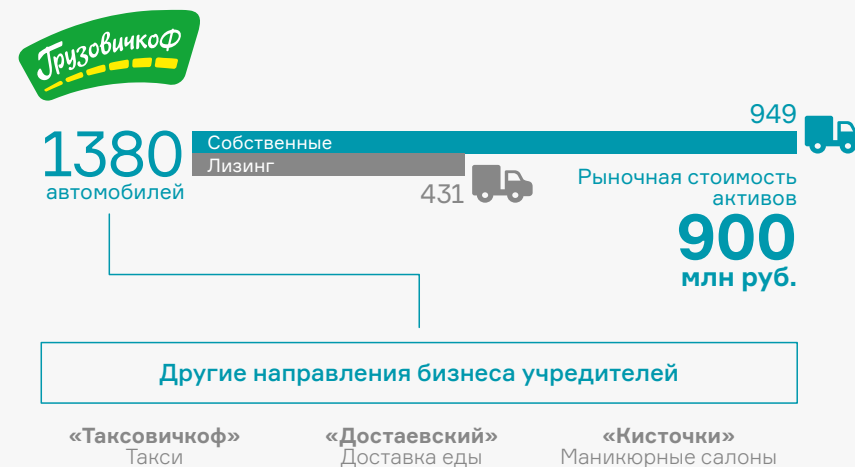 ГрузовичкоФ
949
1380
автомобилей
Собственные
Лизинг
431
Рыночная стоимость
активов
900
млн руб.
Другие направления бизнеса учредителей
«Таксовичкоф» «Достаевский» «Кисточки»
Такси Доставка еды Маникюрные салоны